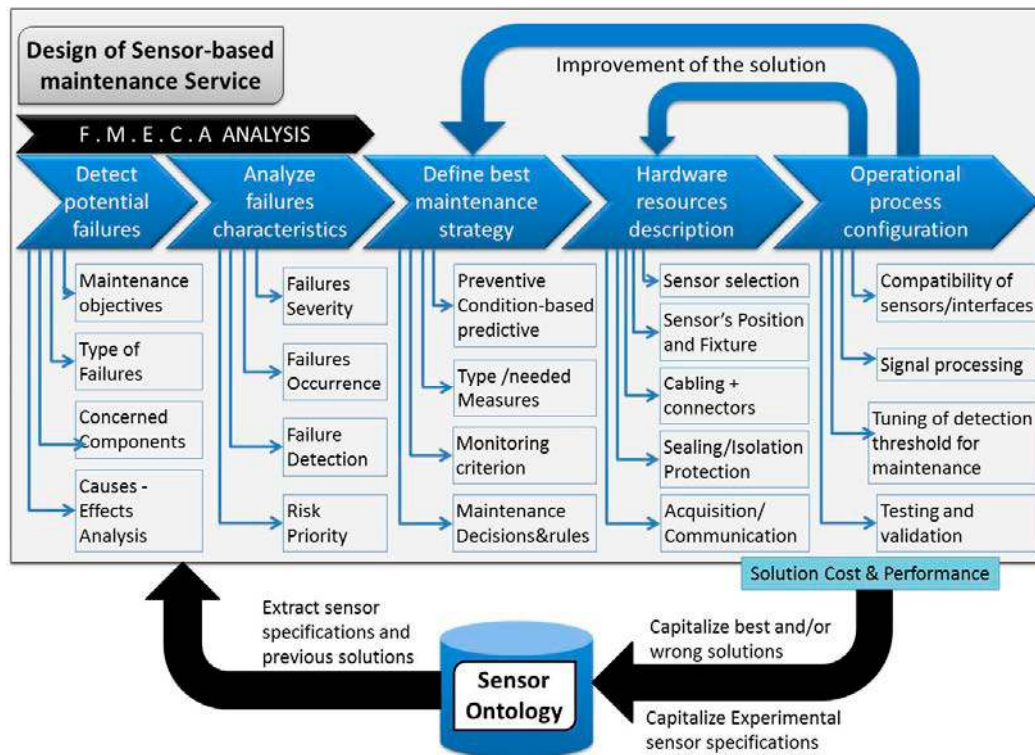 Design of Sensor-based
maintenance Service
Improvement of the solution
F . M . E . C . A ANALYSIS
Detect
potential
failures
Analyze
failures
characteristics
Define best
maintenance
strategy
Hardware
resources
description
Operational
process
configuration
Maintenance
objectives
Type of
Failures
Concerned
Components
Causes -
Effects
Analysis
Failures
Severity
Failures
Occurrence
Failure
Detection
Risk
Priority
Preventive
Condition-based
predictive
Type /needed
Measures
Monitoring
criterion
Maintenance
Decisions&rules
Sensor selection
Sensor's Position
and Fixture
Cabling +
connectors
Sealing/Isolation
Protection
Acquisition/
Communication
Compatibility of
sensors/interfaces
Signal processing
Tuning of detection
threshold for
maintenance
Testing and
validation
Solution Cost & Performance
Extract sensor
specifications and
previous solutions
Sensor
Ontology
Capitalize best and/or
wrong solutions
Capitalize Experimental
sensor specifications